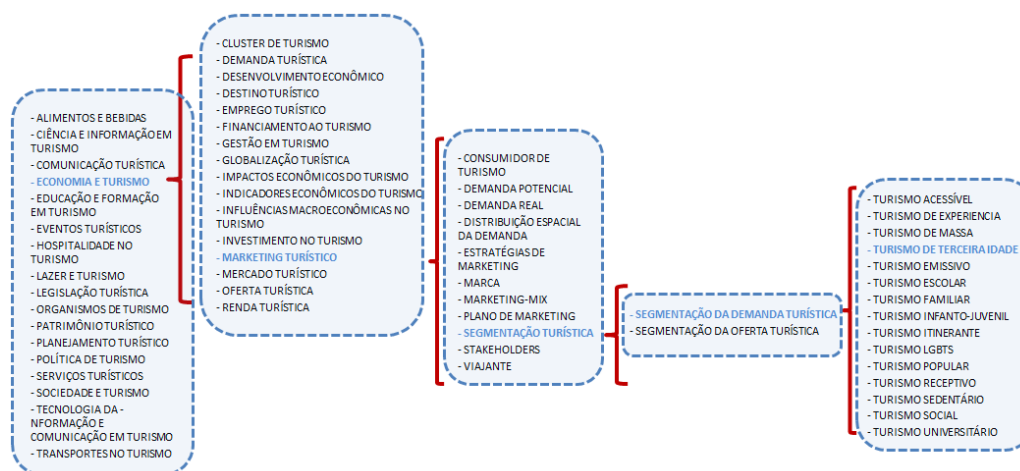 - ALIMENTOS E BEBIDAS
- CIÊNCIA E INFORMAÇÃO EM
TURISMO
- COMUNICAÇÃO TURÍSTICA
- ECONOMIA E TURISMO
- EDUCAÇÃO E FORMAÇÃO
EM TURISMO
- EVENTOS TURÍSTICOS
- HOSPITALIDADE NO
TURISMO
- LAZER E TURISMO
- LEGISLAÇÃO TURÍSTICA
- ORGANISMOS DE TURISMO
- PATRIMÔNIO TURÍSTICO
- PLANEJAMENTO TURÍSTICO
- POLÍTICA DE TURISMO
- SERVIÇOS TURÍSTICOS
- SOCIEDADE E TURISMO
- TECNOLOGIA DA -
NFORMAÇÃO E
COMUNICAÇÃO EM TURISMO
- TRANSPORTES NO TURISMO
- CLUSTER DE TURISMO
- DEMANDA TURÍSTICA
- DESENVOLVIMENTO ECONÔMICO
- DESTINO TURÍSTICO
- EMPREGO TURÍSTICO
- FINANCIAMENTO AO TURISMO
- GESTÃO EM TURISMO
- GLOBALIZAÇÃO TURÍSTICA
- IMPACTOS ECONÔMICOS DO TURISMO
- INDICADORES ECONÔMICOS DO TURISMO
- INFLUÊNCIAS MACROECONÔMICAS NO
TURISMO
- INVESTIMENTO NO TURISMO
- MARKETING TURÍSTICO
- MERCADO TURÍSTICO
- OFERTA TURÍSTICA
- RENDA TURÍSTICA
- CONSUMIDOR DE
TURISMO
- DEMANDA POTENCIAL
- DEMANDA REAL
- DISTRIBUIÇÃO ESPACIAL
DA DEMANDA
- ESTRATÉGIAS DE
MARKETING
- MARCA
- MARKETING-MIX
- PLANO DE MARKETING
- SEGMENTAÇÃO TURÍSTICA
- STAKEHOLDERS
- VIAJANTE
- SEGMENTAÇÃO DA DEMANDA TURÍSTICA
- SEGMENTAÇÃO DA OFERTA TURÍSTICA
- TURISMO ACESSÍVEL
- TURISMO DE EXPERIENCIA
- TURISMO DE MASSA
- TURISMO DE TERCEIRA IDADE
- TURISMO EMISSIVO
- TURISMO ESCOLAR
- TURISMO FAMILIAR
- TURISMO INFANTO-JUVENIL
- TURISMO ITINERANTE
- TURISMO LGBTS
- TURISMO POPULAR
- TURISMO RECEPTIVO
- TURISMO SEDENTÁRIO
- TURISMO SOCIAL
- TURISMO UNIVERSITÁRIO